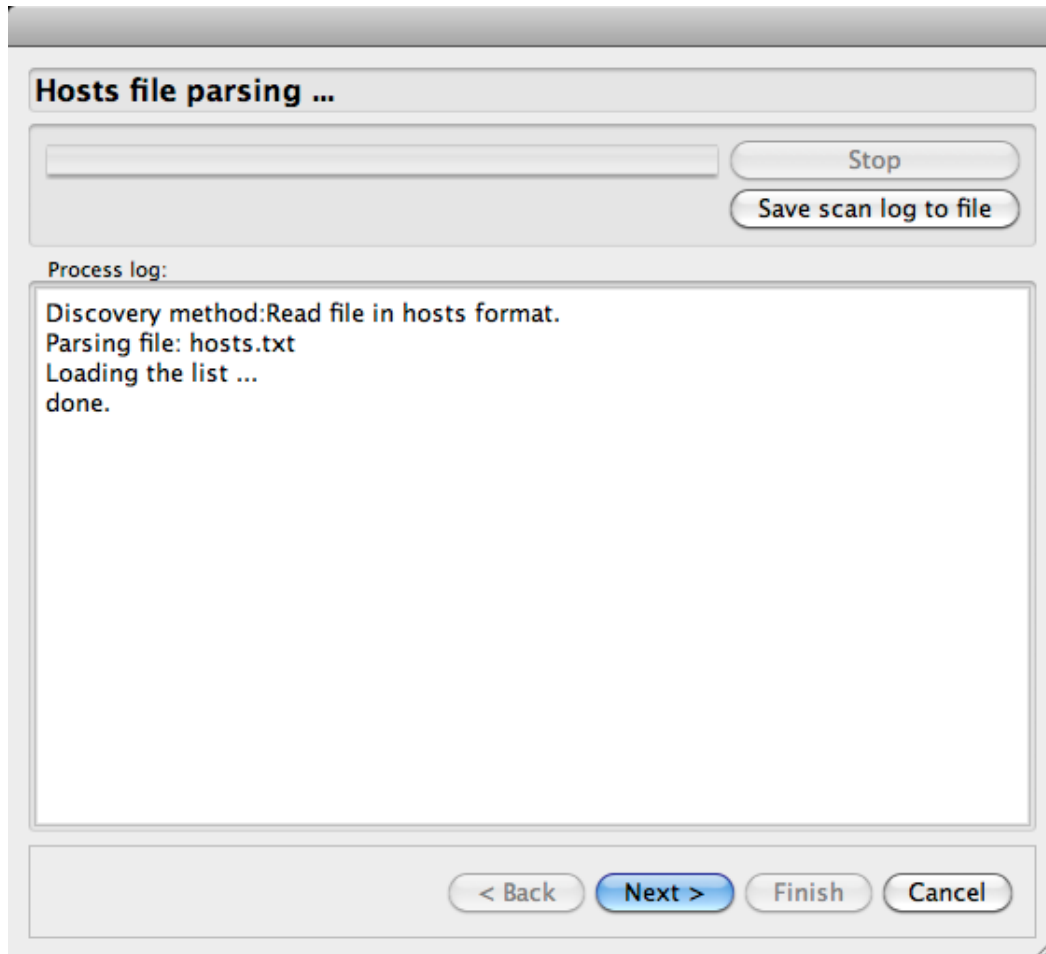 Hosts file parsing ...
Stop
Save scan log to file
Process log:
Discovery method:Read file in hosts format.
Parsing file: hosts.txt
Loading the list ...
done.
< Back Next > Finish Cancel